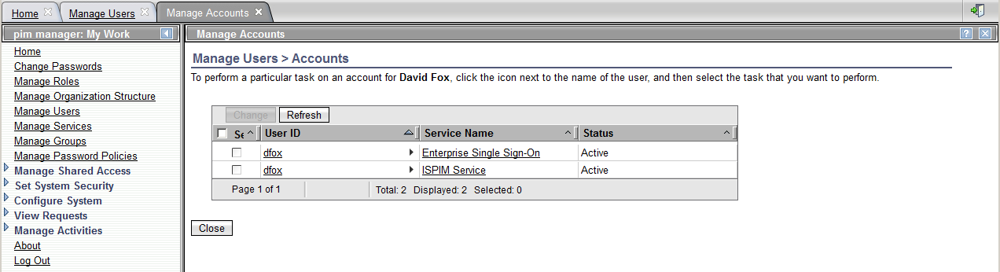 Home Manage Users Manage Accounts
pim manager: My Work
Manage Accounts
Home
Change Passwords
Manage Roles
Manage Organization Structure
Manage Users
Manage Services
Manage Groups
Manage Password Policies
Manage Shared Access
Set System Security
Configure System
View Requests
Manage Activities
About
Log Out
Manage Users > Accounts
To perform a particular task on an account for David Fox, click the icon next to the name of the user, and then select the task that you want to perform.
Change Refresh
Se User ID Service Name Status
dfox Enterprise Single Sign-On Active
dfox ISPIM Service Active
Page 1 of 1 Total: 2 Displayed: 2 Selected: 0
Close